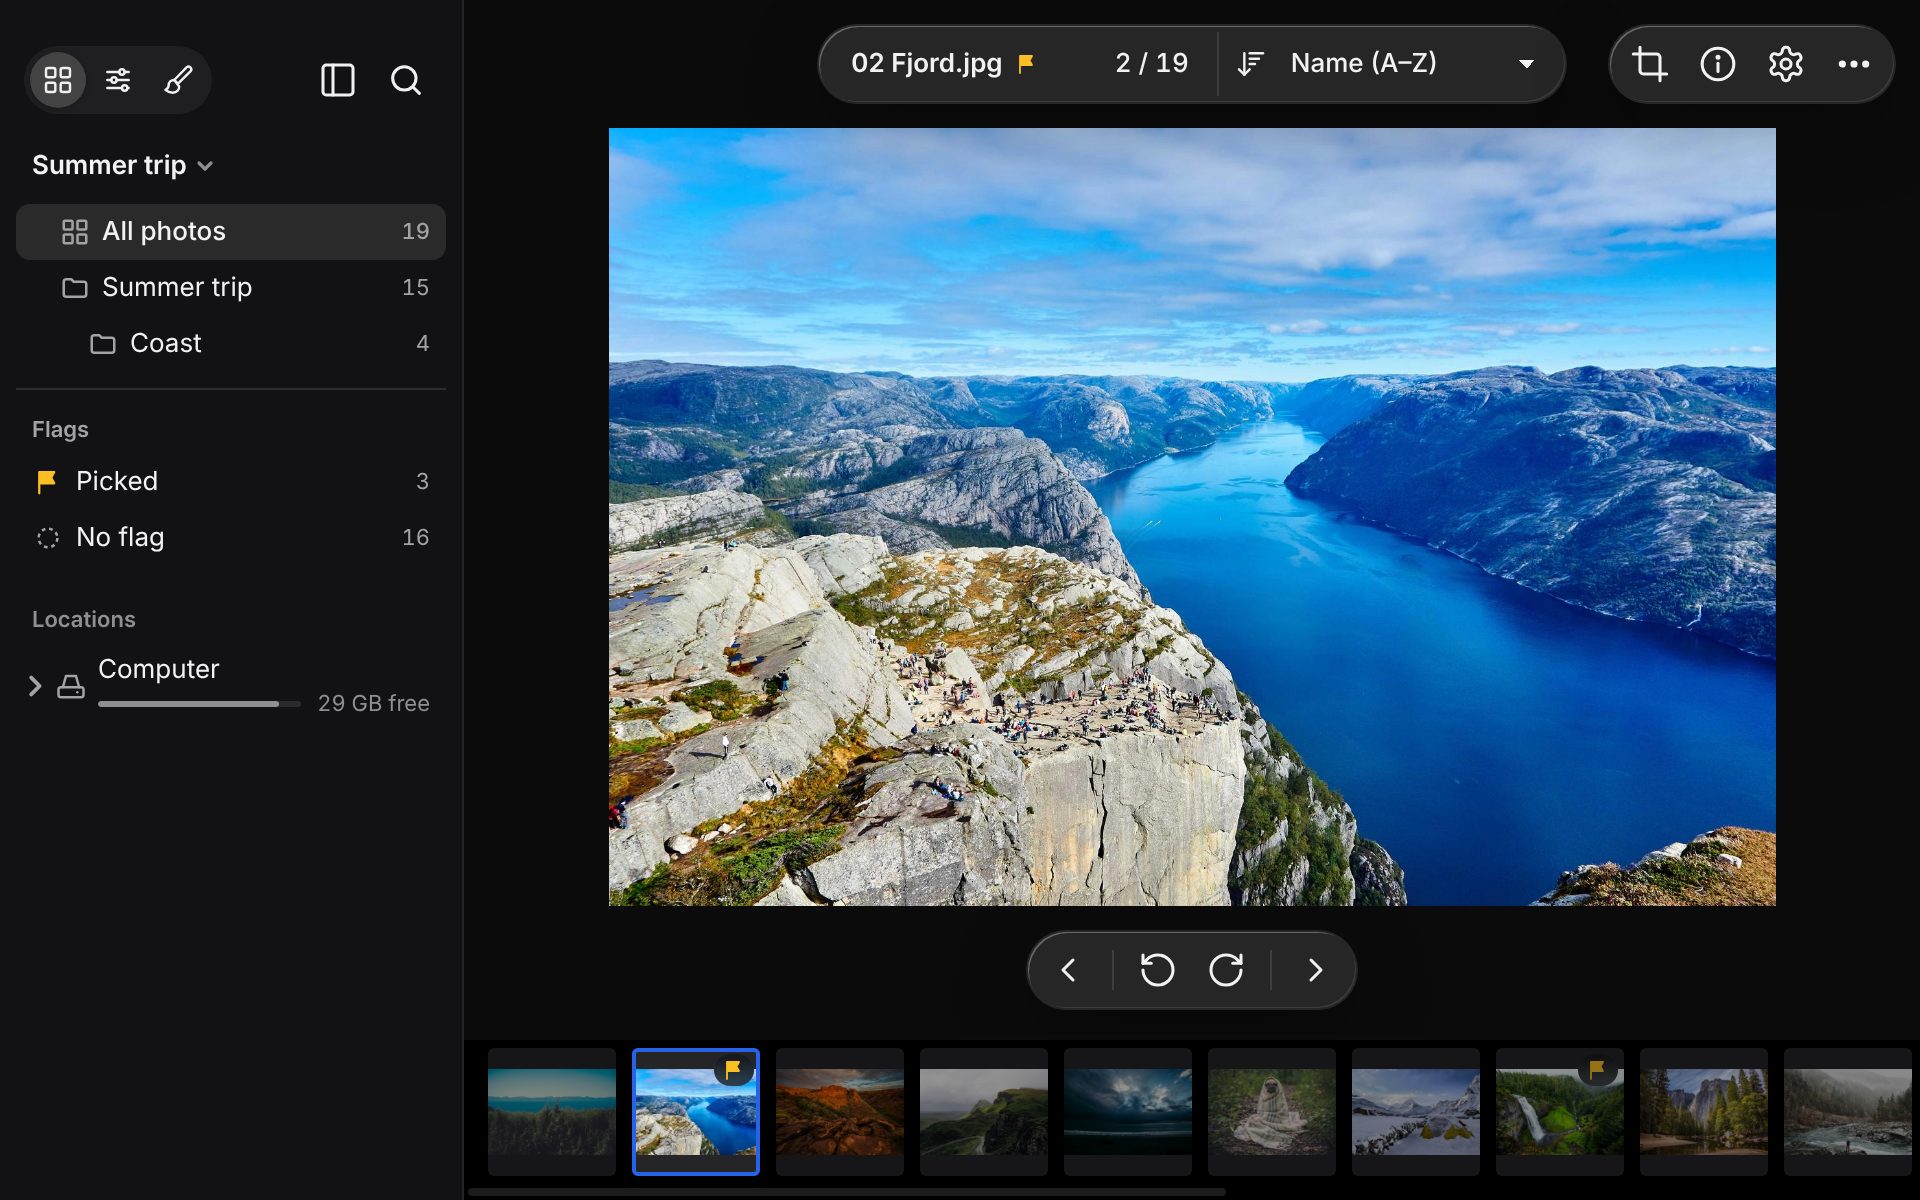 02 Fjord.jpg
2 / 19
Name (A–Z)
Summer trip
All photos 19
Summer trip 15
Coast 4
Flags
Picked 3
No flag 16
Locations
Computer
29 GB free